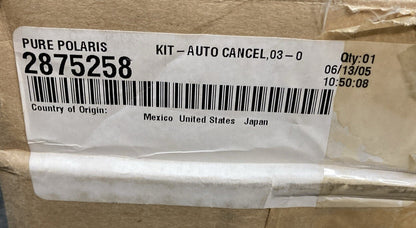 PURE POLARIS KIT-AUTO CANCEL,03-0 Qly:01
2875258 06/13/05
10:50:08
Country of Origin:
Mexico United States Japan